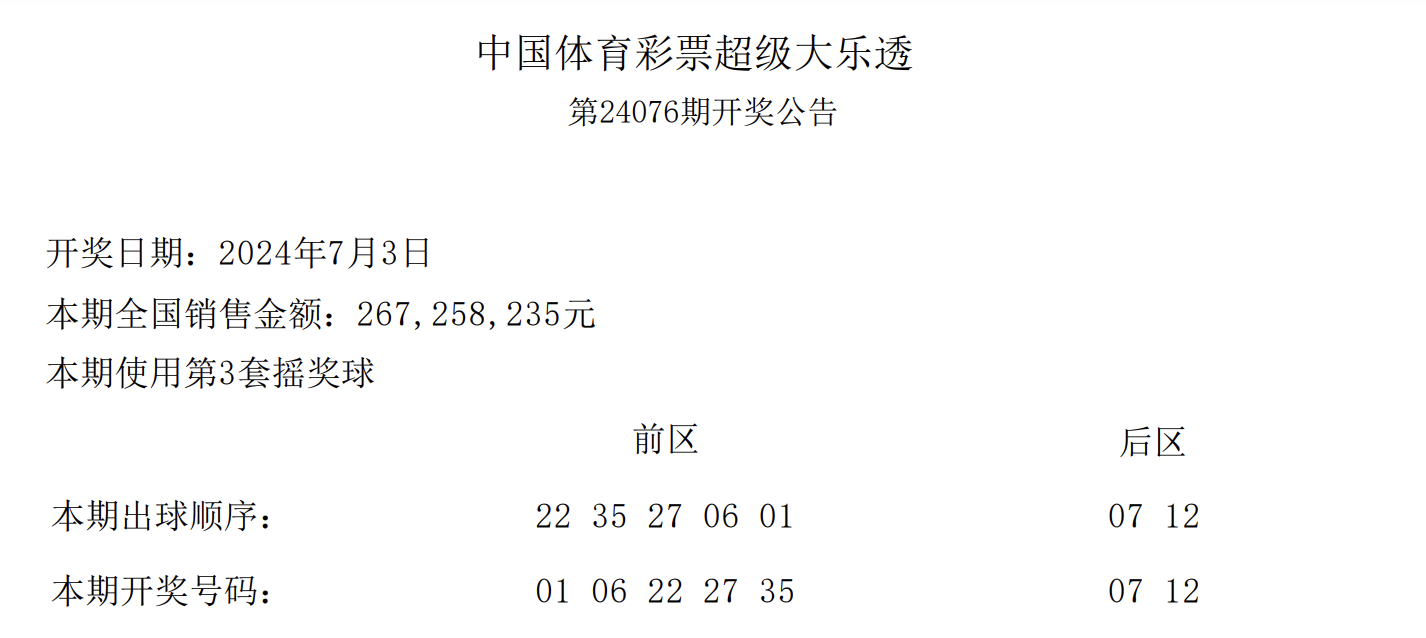 中国体育彩票超级大乐透
第24076期开奖公告
开奖日期：2024年7月3日
本期全国销售金额：267,258,235元
本期使用第3套摇奖球
前区 后区
本期出球顺序： 22 35 27 06 01 07 12
本期开奖号码： 01 06 22 27 35 07 12